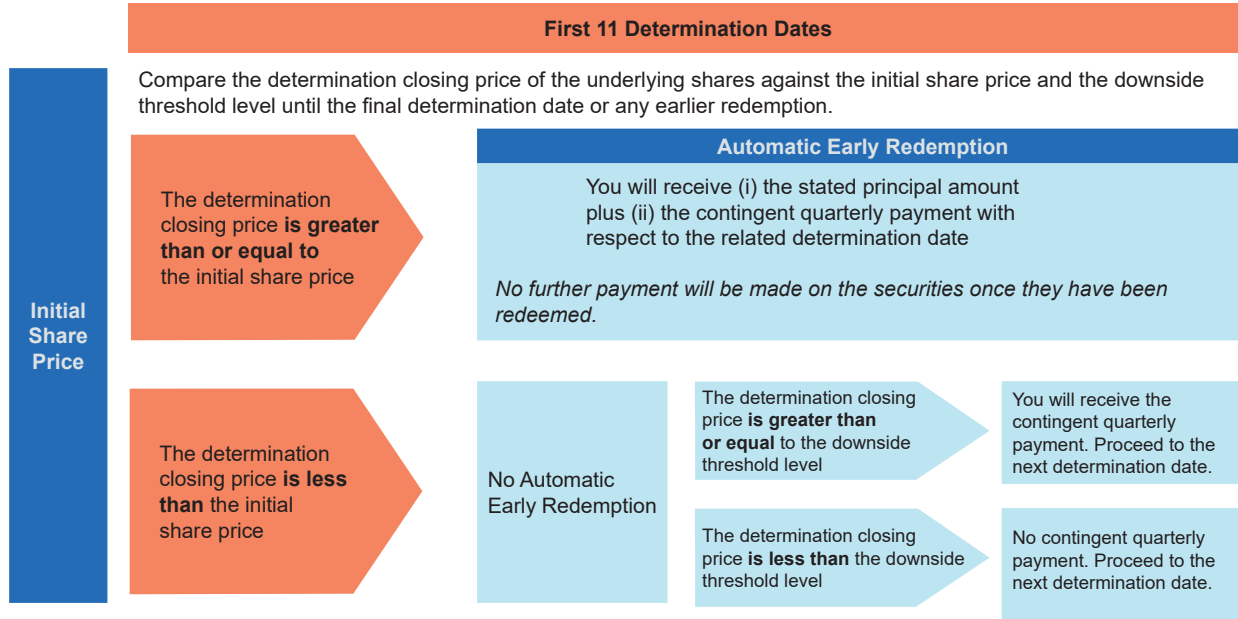 First 11 Determination Dates
Compare the determination closing price of the underlying shares against the initial share price and the downside
threshold level until the final determination date or any earlier redemption.
Initial
Share
Price
The determination
closing price is greater
than or equal to
the initial share price
Automatic Early Redemption
You will receive (i) the stated principal amount
plus (ii) the contingent quarterly payment with
respect to the related determination date
No further payment will be made on the securities once they have been
redeemed.
The determination
closing price is less
than the initial
share price
No Automatic
Early Redemption
The determination closing
price is greater than
or equal to the downside
threshold level
You will receive the
contingent quarterly
payment. Proceed to the
next determination date.
The determination closing
price is less than the downside
threshold level
No contingent quarterly
payment. Proceed to the
next determination date.